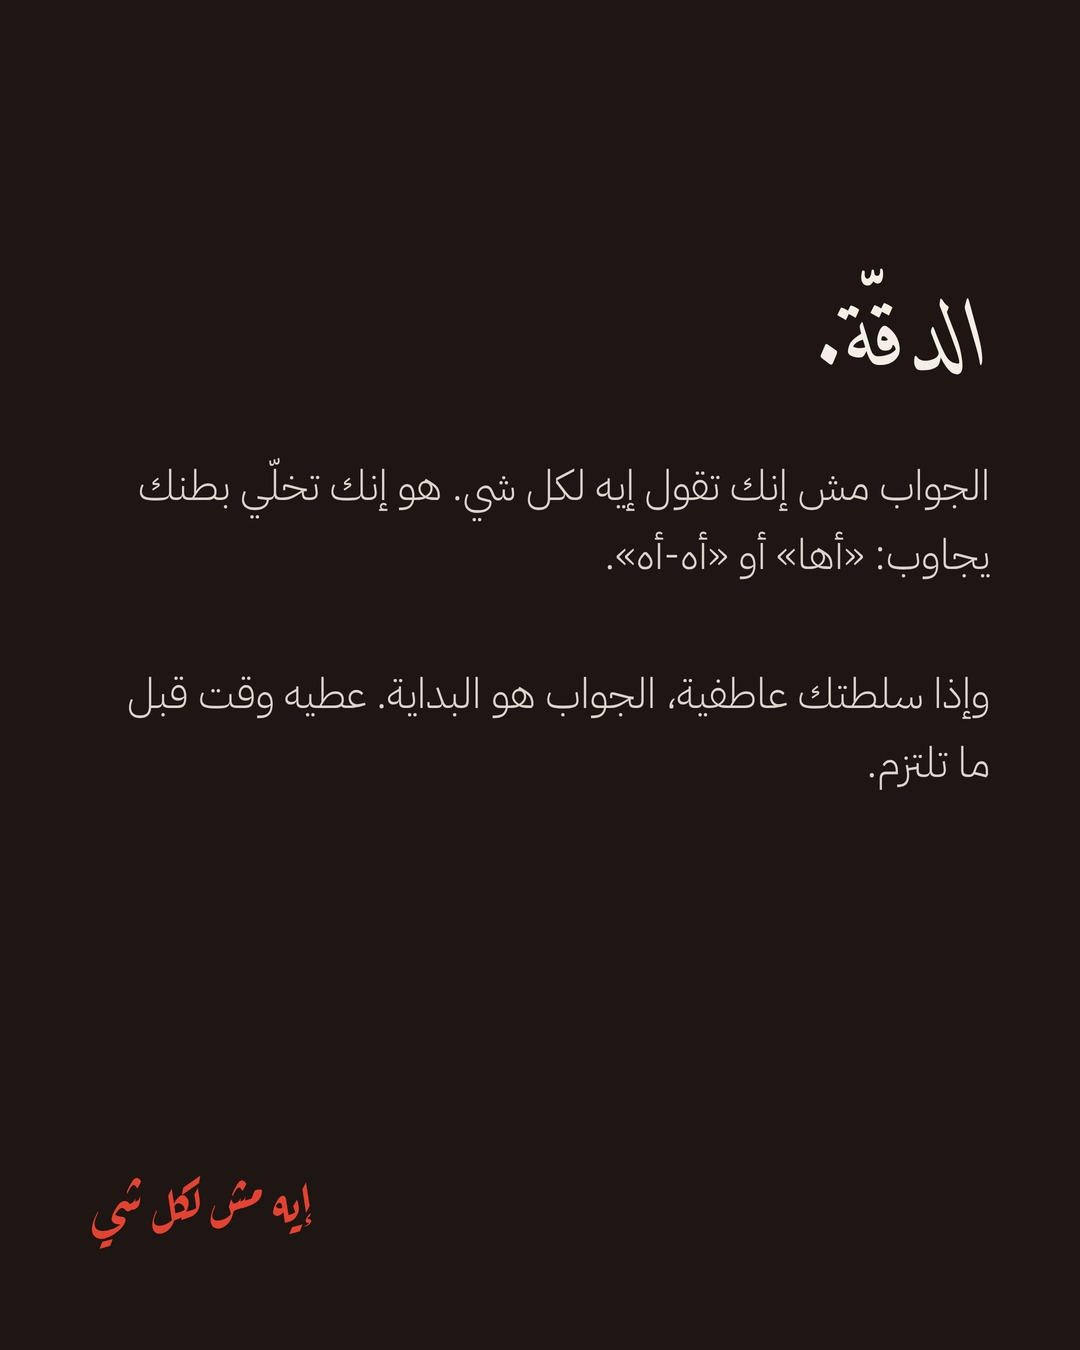 الدقّة.
الجواب مش إنك تقول إيه لكل شي. هو إنك تخلّي بطنك
يجاوب: «أها» أو «أه-أه».
وإذا سلطتك عاطفية، الجواب هو البداية. عطيه وقت قبل
ما تلتزم.
إيه مش لكل شي